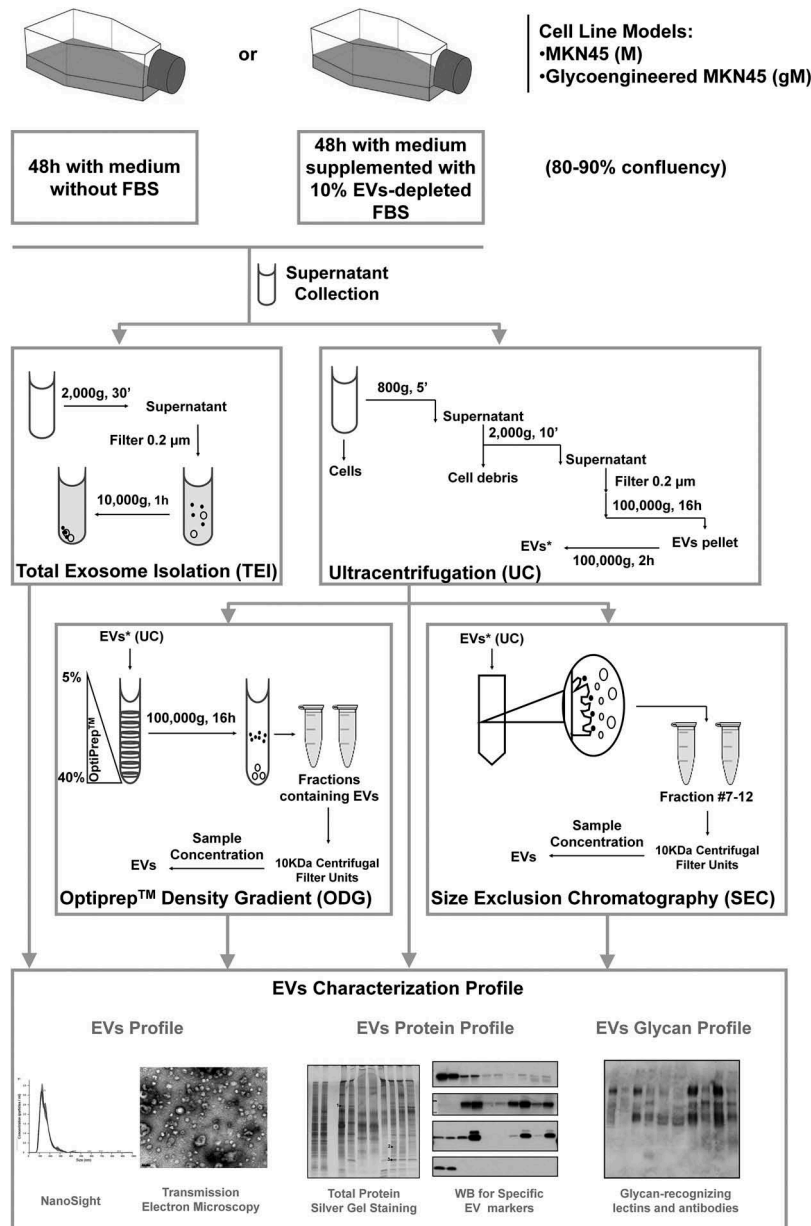 or
Cell Line Models:
•MKN45 (M)
•Glycoengineered MKN45 (gM)
48h with medium
without FBS
48h with medium
supplemented with
10% EVs-depleted
FBS
(80-90% confluency)
Supernatant
Collection
2,000g, 30’
Supernatant
Filter 0.2 µm
10,000g, 1h
Total Exosome Isolation (TEI)
800g, 5’
Supernatant
Cells
2,000g, 10’
Cell debris
Supernatant
Filter 0.2 µm
100,000g, 16h
EVs pellet
EVs*
100,000g, 2h
Ultracentrifugation (UC)
EVs* (UC)
5%
OptiPrep™
40%
100,000g, 16h
Fractions
containing EVs
Sample
Concentration
EVs
10KDa Centrifugal
Filter Units
Optiprep™ Density Gradient (ODG)
EVs* (UC)
Fraction #7-12
Sample
Concentration
EVs
10KDa Centrifugal
Filter Units
Size Exclusion Chromatography (SEC)
EVs Characterization Profile
EVs Profile
EVs Protein Profile
EVs Glycan Profile
NanoSight
Transmission
Electron Microscopy
Total Protein
Silver Gel Staining
WB for Specific
EV markers
Glycan-recognizing
lectins and antibodies